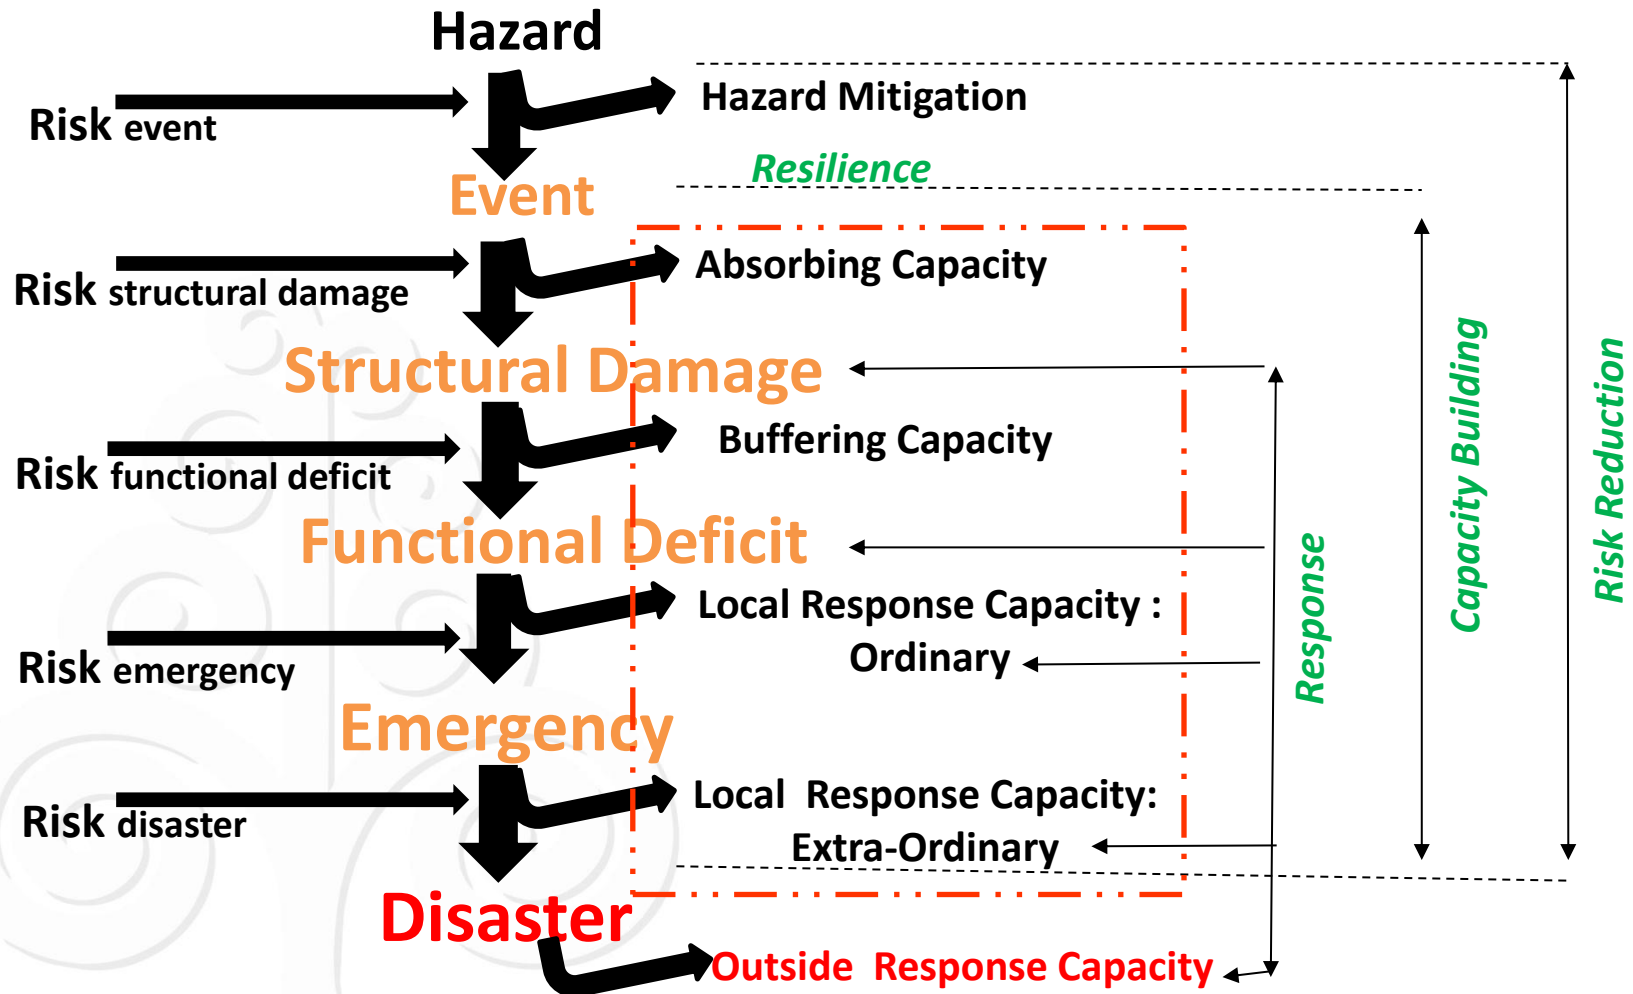 Hazard
Hazard Mitigation
Risk event
Resilience
Event
Absorbing Capacity
Risk structural damage
Structural Damage
Buffering Capacity
Risk functional deficit
Functional Deficit
Local Response Capacity :
Ordinary
Risk emergency
Emergency
Local Response Capacity:
Extra-Ordinary
Risk disaster
Disaster
Outside Response Capacity
Response
Capacity Building
Risk Reduction